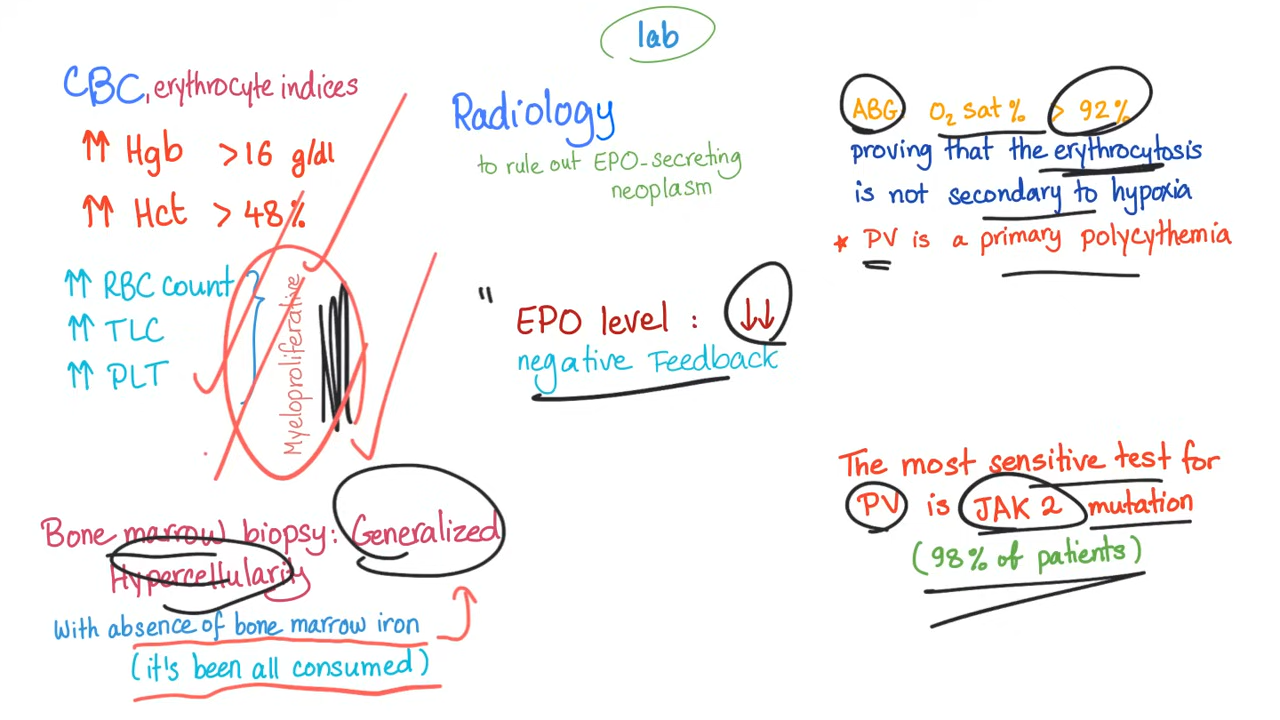 lab
CBC, erythrocyte indices
↑↑ Hgb >16 g/dl
↑↑ Hct >48%
↑↑ RBC count
↑↑ TLC
↑↑ PLT
Myeloproliferative
Bone marrow biopsy: Generalized
Hypercellularity
With absence of bone marrow iron
(it's been all consumed)
Radiology
to rule out EPO-secreting
neoplasm
" EPO level : ↓↓
negative Feedback
ABG O₂ sat % > 92%
proving that the erythrocytosis
is not secondary to hypoxia
* PV is a primary polycythemia
The most sensitive test for
PV is JAK 2 mutation
(98% of patients)